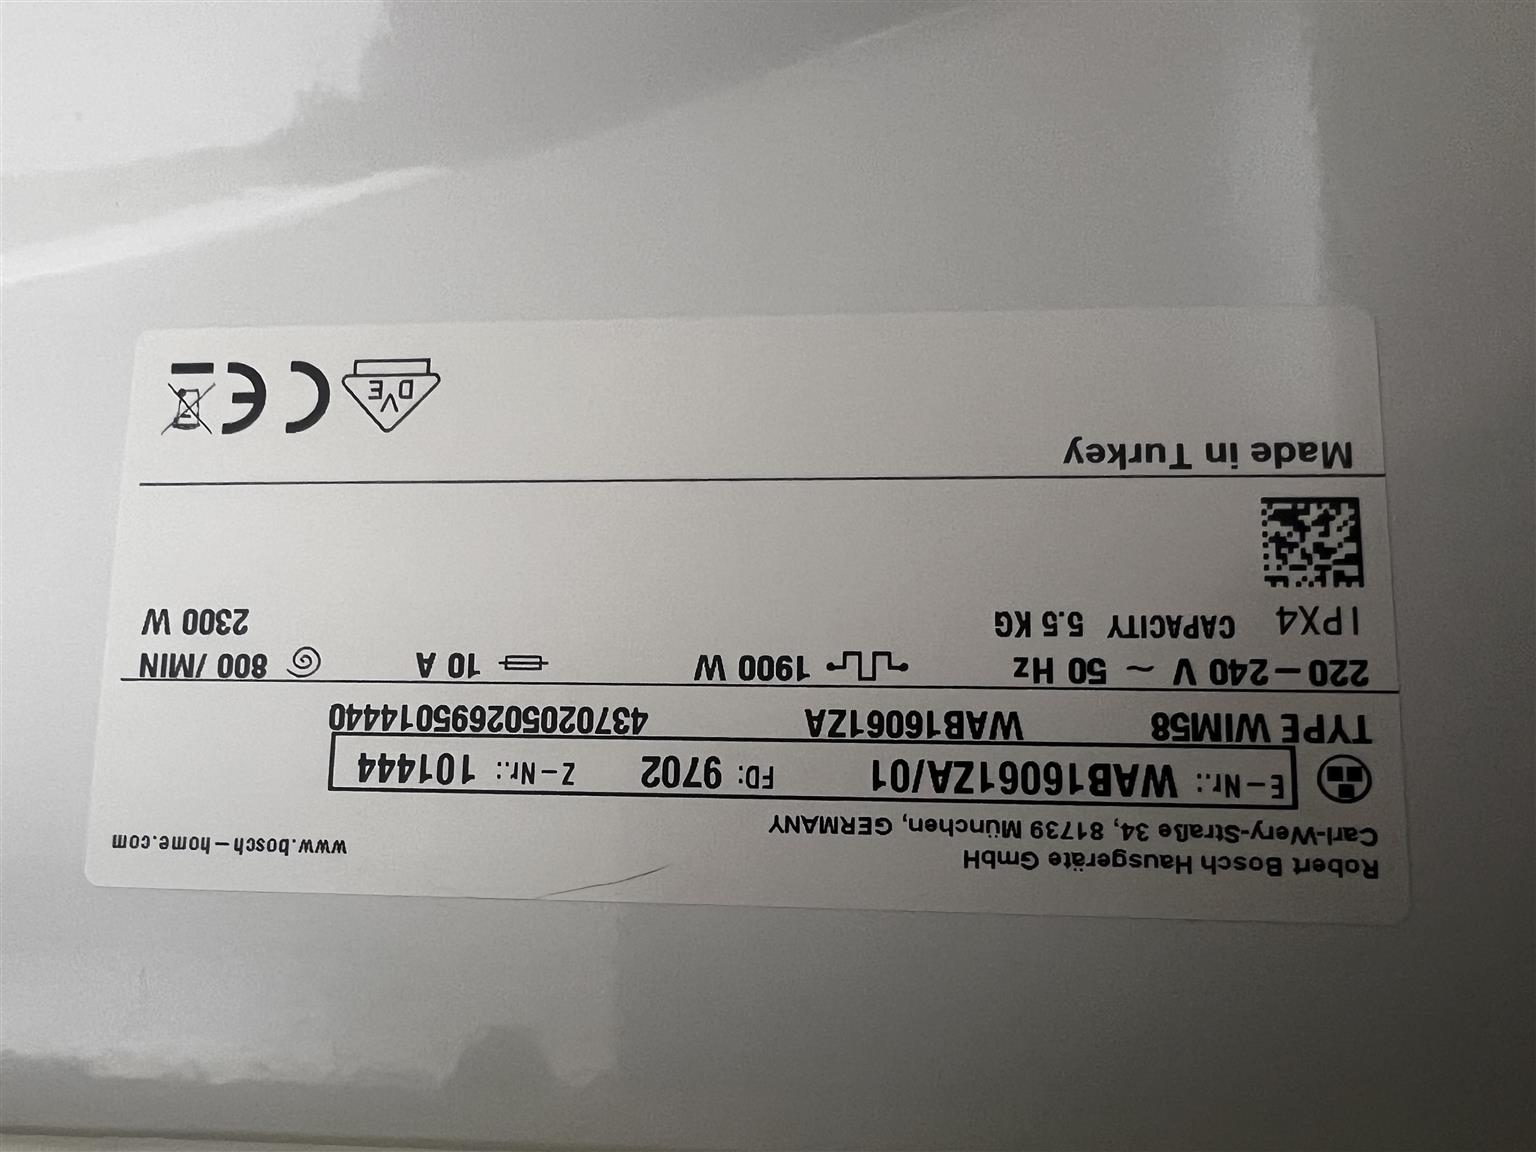 Robert Bosch Hausgeräte GmbH
Carl-Wery-Straße 34, 81739 München, GERMANY
www.bosch-home.com
E-Nr.: WAB16061ZA/01 FD: 9702 Z-Nr.: 101444
TYPE WIM58 WAB16061ZA 437020502695014440
220-240 V ~ 50 Hz 1900 W 10 A 800 /MIN
IPX4 CAPACITY 5.5 KG 2300 W
Made in Turkey
DVE CE